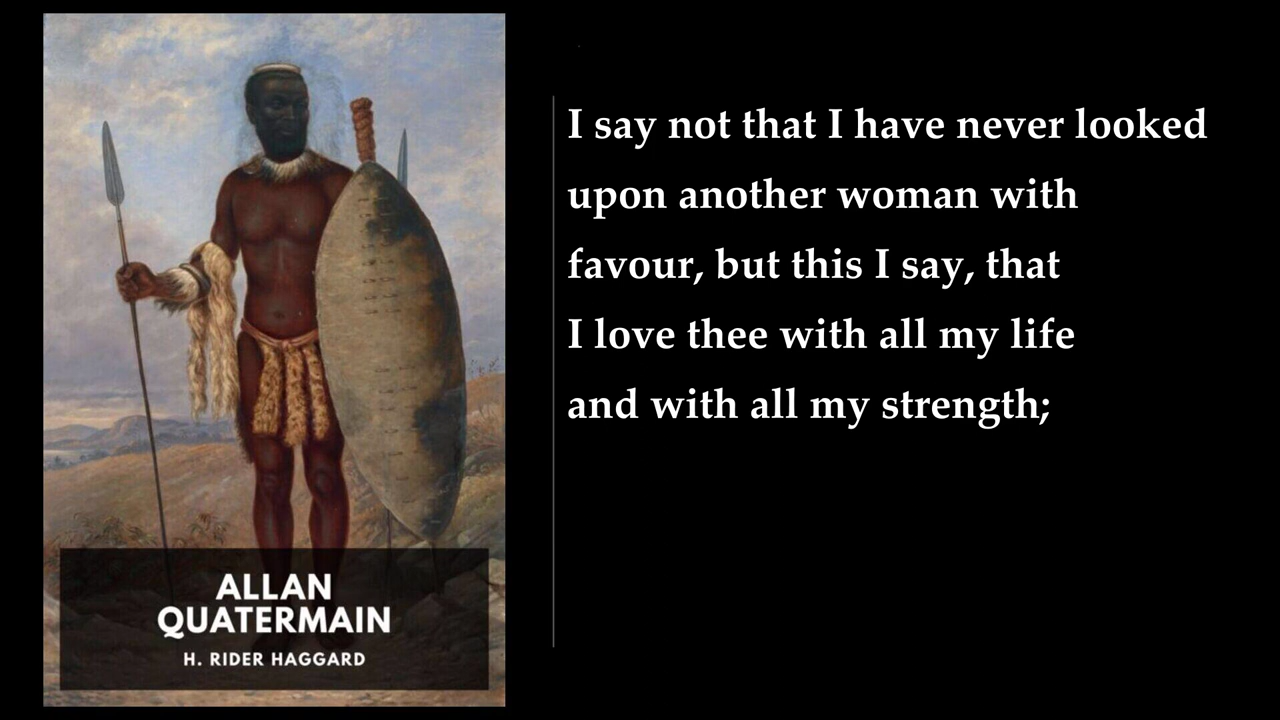 ALLAN
QUATERMAIN
H. RIDER HAGGARD
I say not that I have never looked
upon another woman with
favour, but this I say, that
I love thee with all my life
and with all my strength;